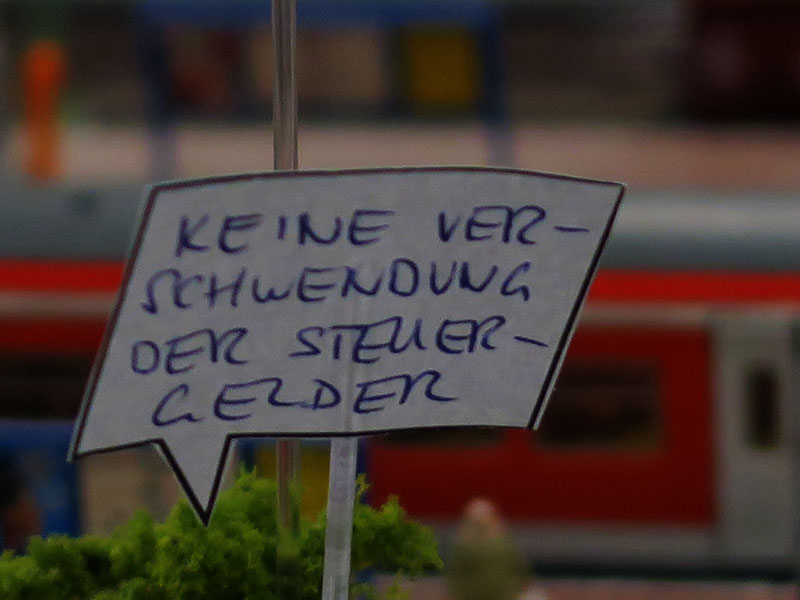 KEINE VER-
SCHWENDUNG
DER STEUER-
GELDER